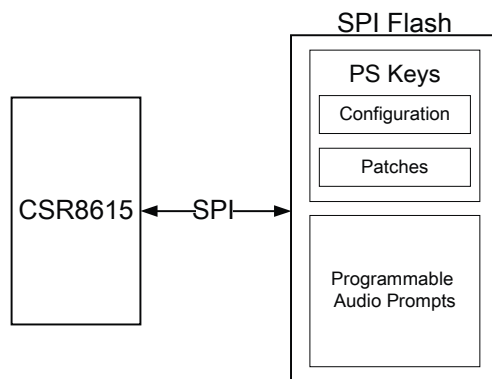 SPI Flash
PS Keys
Configuration
Patches
CSR8615
SPI
Programmable
Audio Prompts